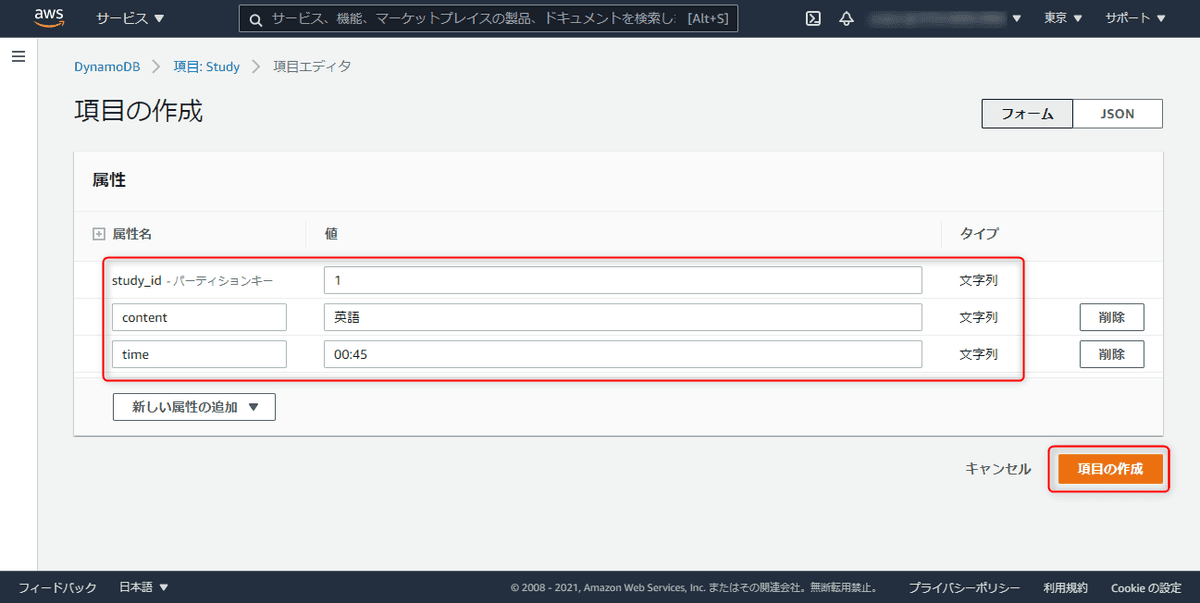 aws サービス ▼ サービス、機能、マーケットプレイスの製品、ドキュメントを検索し [Alt+S] ▼ 東京 ▼ サポート ▼
DynamoDB > 項目: Study > 項目エディタ
項目の作成
フォーム JSON
属性
属性名 値 タイプ
study_id - パーティションキー 1 文字列
content 英語 文字列 削除
time 00:45 文字列 削除
新しい属性の追加 ▼
キャンセル 項目の作成
フィードバック 日本語 ▼ © 2008 - 2021, Amazon Web Services, Inc. またはその関連会社。無断転用禁止。 プライバシーポリシー 利用規約 Cookie の設定